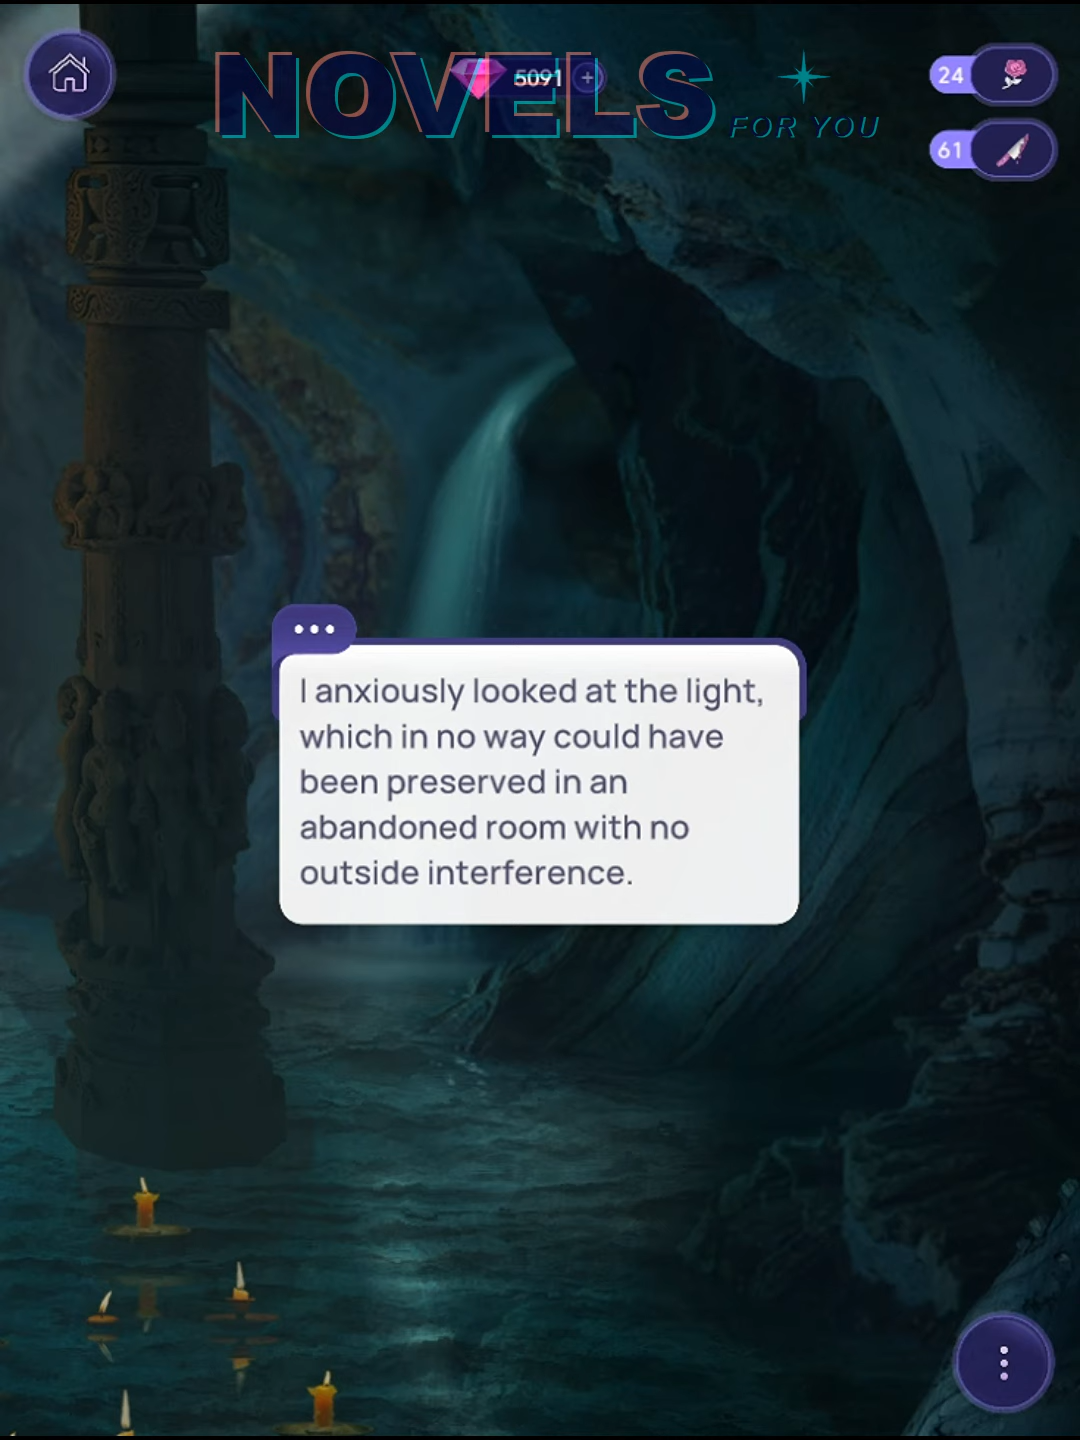 NOVELS
FOR YOU
5091
24
61
I anxiously looked at the light,
which in no way could have
been preserved in an
abandoned room with no
outside interference.